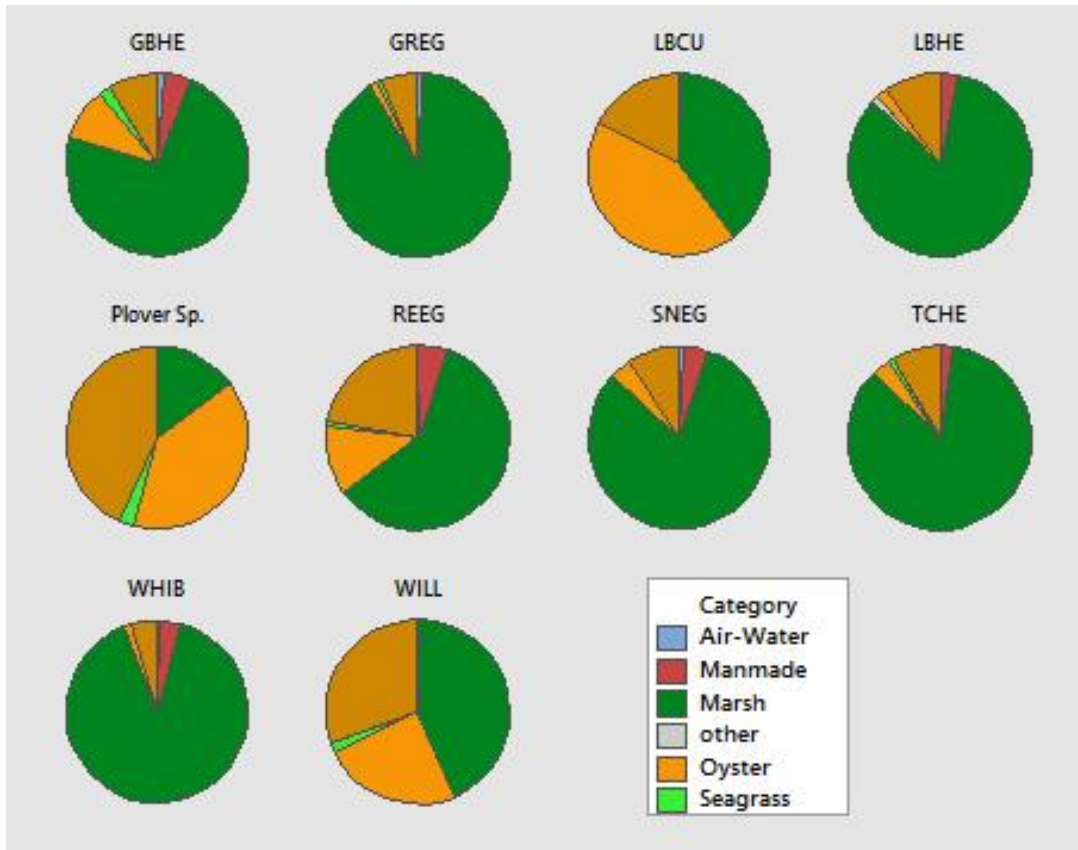 GBHE GREG LBCU LBHE
Plover Sp. REEG SNEG TCHE
WHIB WILL
Category
Air-Water
Manmade
Marsh
other
Oyster
Seagrass